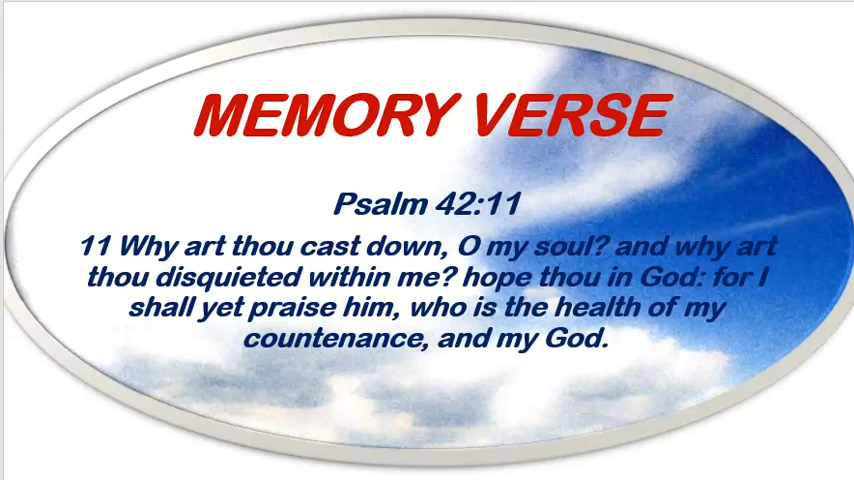 MEMORY VERSE
Psalm 42:11
11 Why art thou cast down, O my soul? and why art
thou disquieted within me? hope thou in God: for I
shall yet praise him, who is the health of my
countenance, and my God.